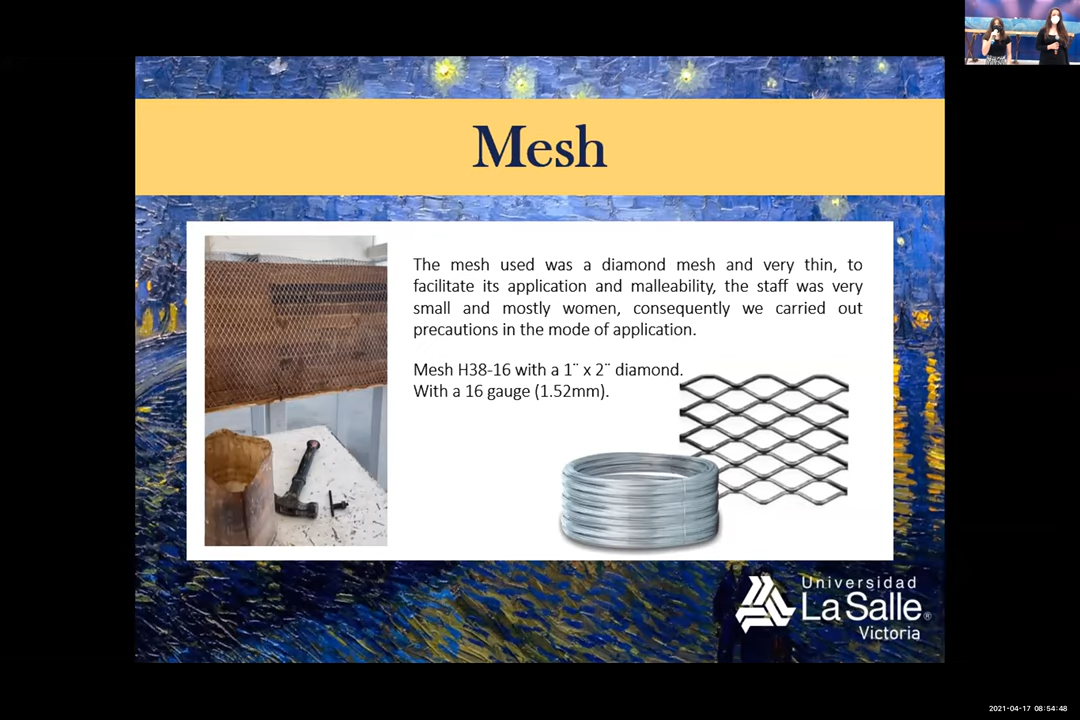 Mesh
The mesh used was a diamond mesh and very thin, to
facilitate its application and malleability, the staff was very
small and mostly women, consequently we carried out
precautions in the mode of application.
Mesh H38-16 with a 1¨ x 2¨ diamond.
With a 16 gauge (1.52mm).
Universidad
La Salle®
Victoria
2021-04-17 08:54:48